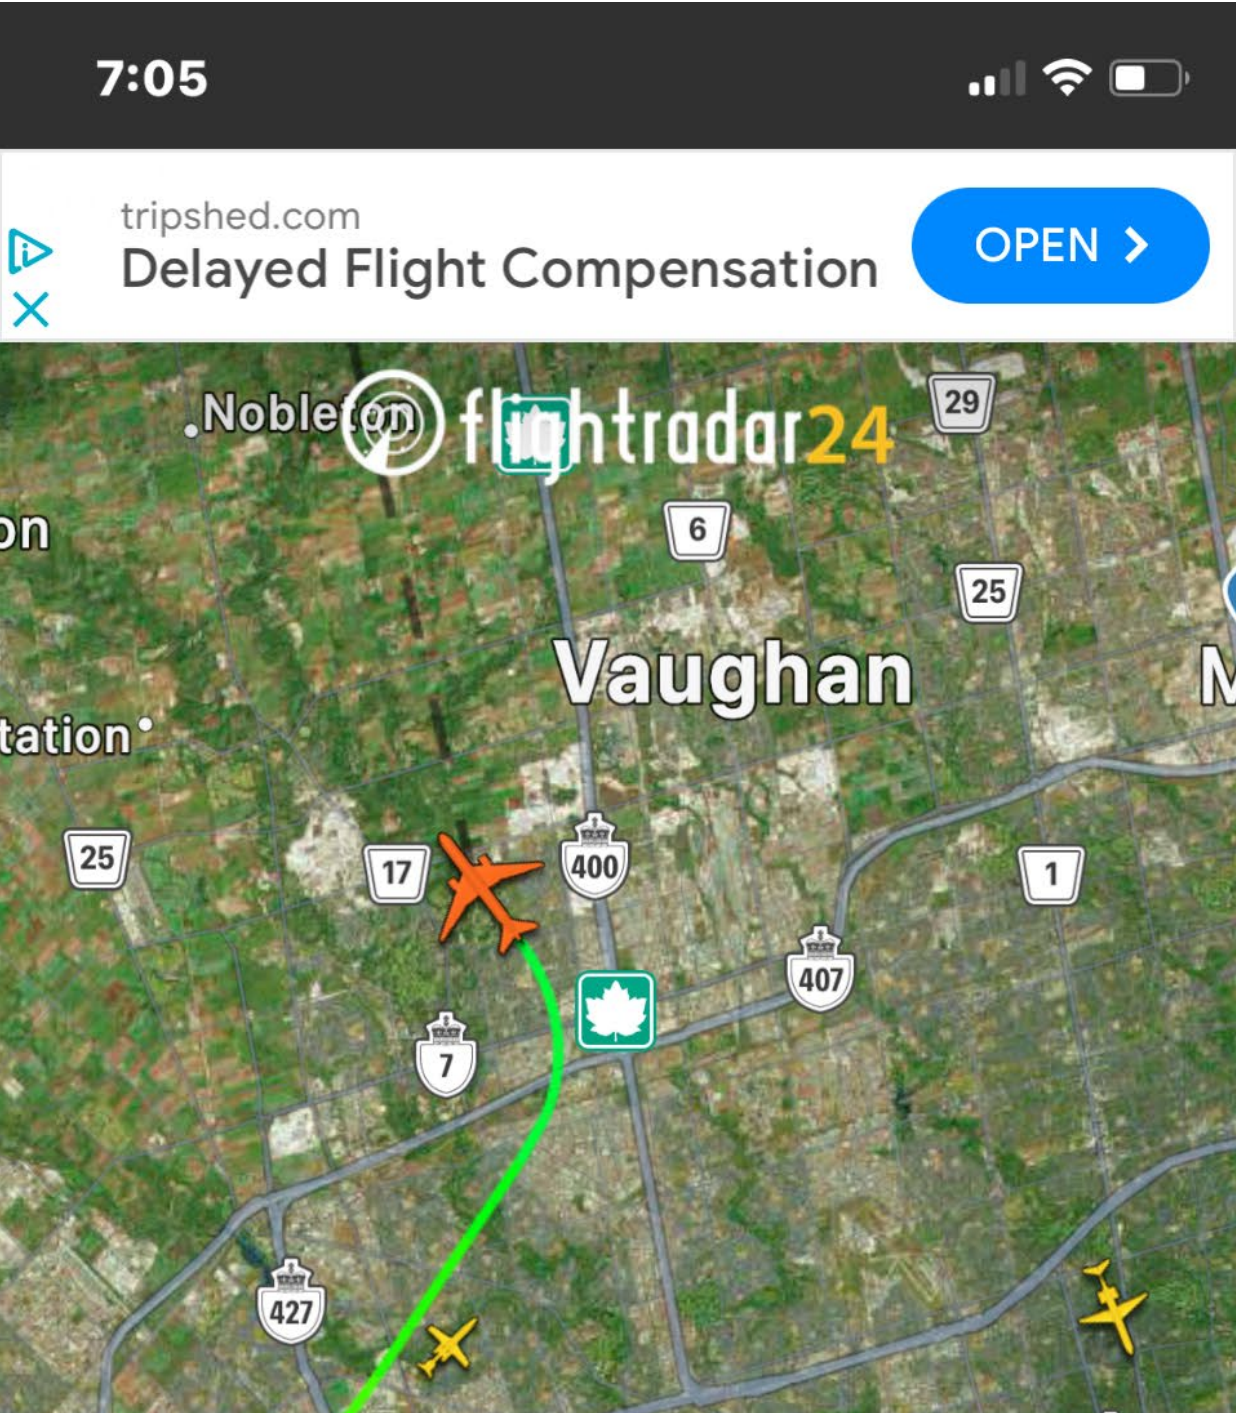 7:05
tripshed.com
Delayed Flight Compensation
OPEN
Nobleton
flightradar24
29
on
6
25
Vaughan
M
tation
25
17
400
1
407
7
427